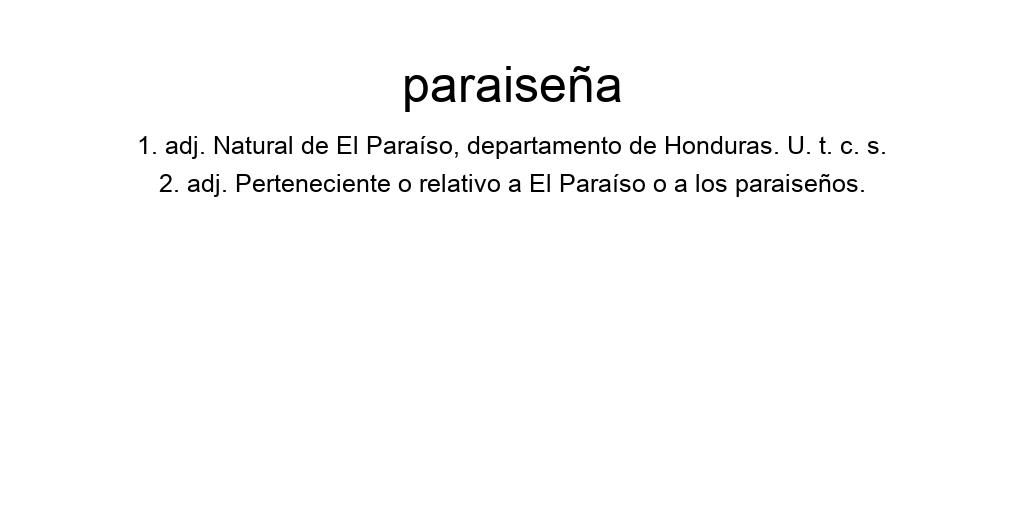 paraiseña
1. adj. Natural de El Paraíso, departamento de Honduras. U. t. c. s.
2. adj. Perteneciente o relativo a El Paraíso o a los paraiseños.